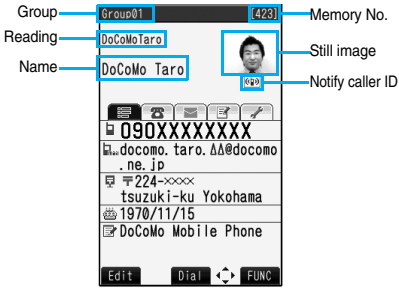 Group
Group01
[423]
Memory No.
Reading
DoCoMoTaro
Still image
Name
DoCoMo Taro
Notify caller ID
090XXXXXXXX
docomo.taro.ΔΔ@docomo
.ne.jp
〒224-××××
tsuzuki-ku Yokohama
1970/11/15
DoCoMo Mobile Phone
Edit
Dial
FUNC